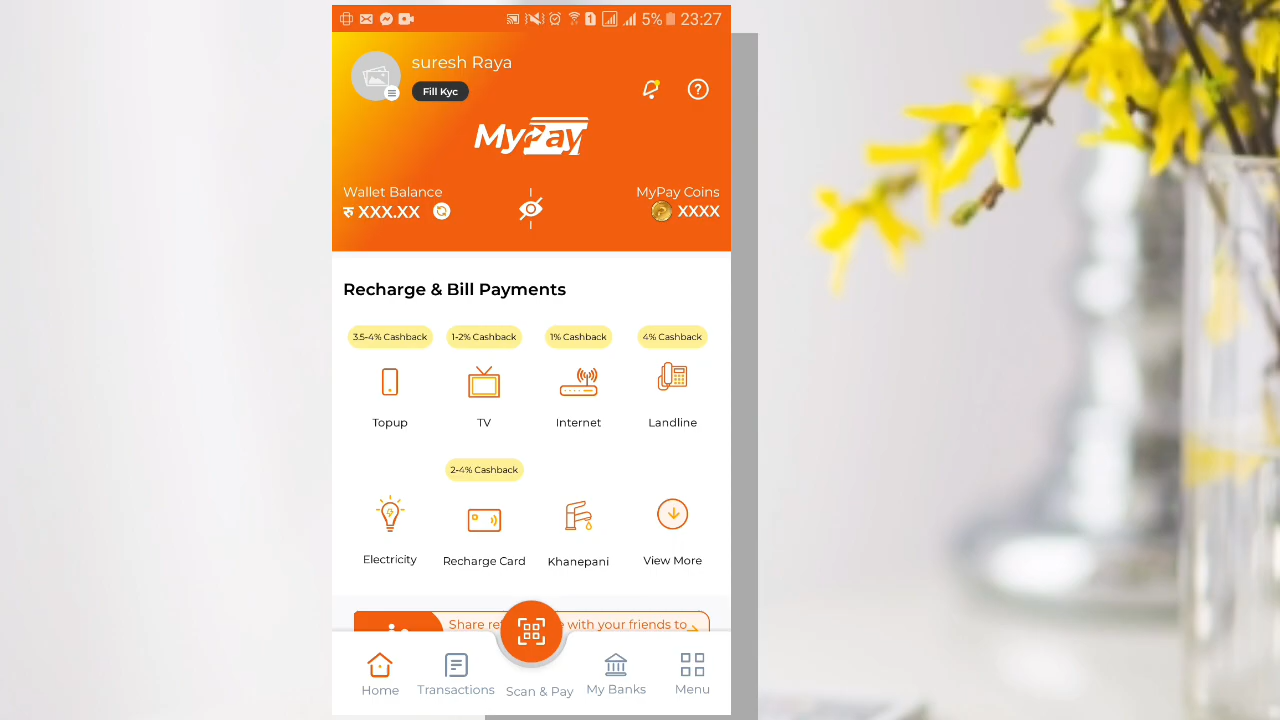 5% 23:27
suresh Raya
Fill Kyc
MyPay
Wallet Balance
MyPay Coins
रु XXX.XX
XXXX
Recharge & Bill Payments
3.5-4% Cashback
1-2% Cashback
1% Cashback
4% Cashback
Topup
TV
Internet
Landline
2-4% Cashback
Electricity
Recharge Card
Khanepani
View More
Share with your friends to
Home
Transactions
Scan & Pay
My Banks
Menu